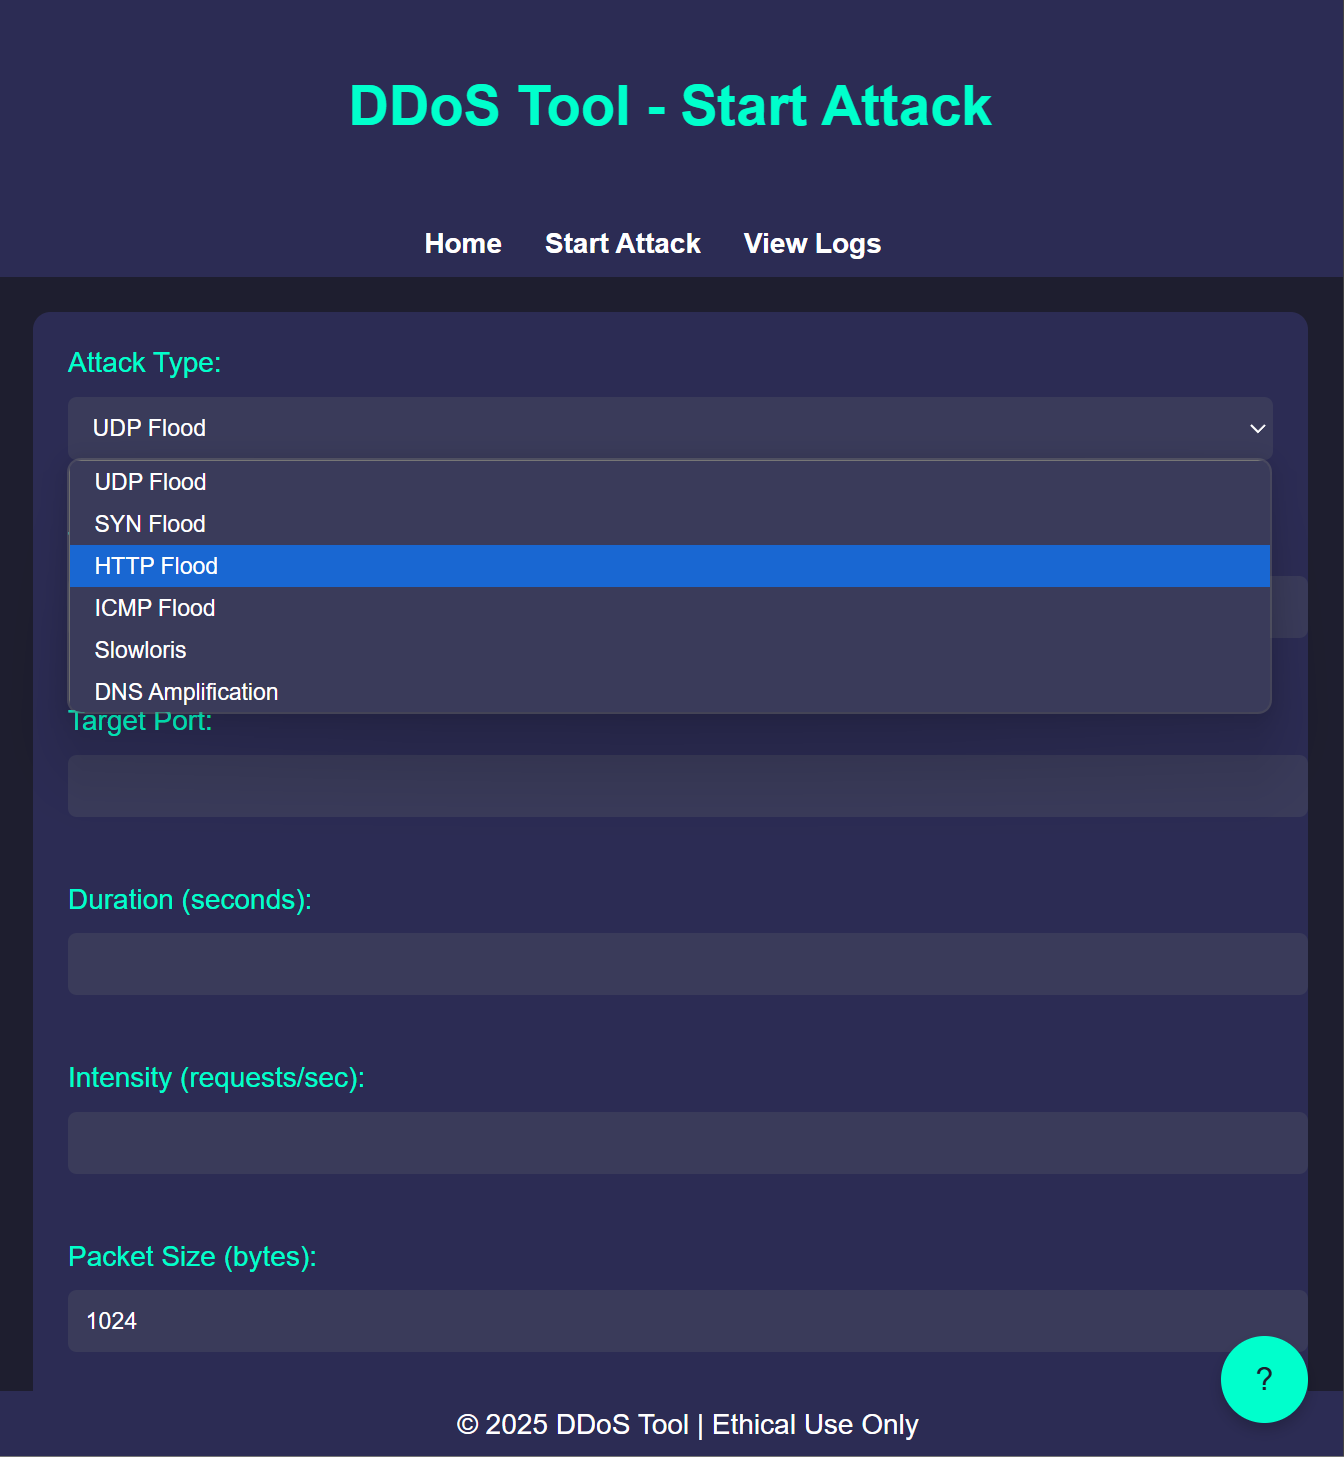 DDoS Tool - Start Attack
Home Start Attack View Logs
Attack Type:
UDP Flood
UDP Flood
SYN Flood
HTTP Flood
ICMP Flood
Slowloris
DNS Amplification
Target Port:
Duration (seconds):
Intensity (requests/sec):
Packet Size (bytes):
1024
?
© 2025 DDoS Tool | Ethical Use Only